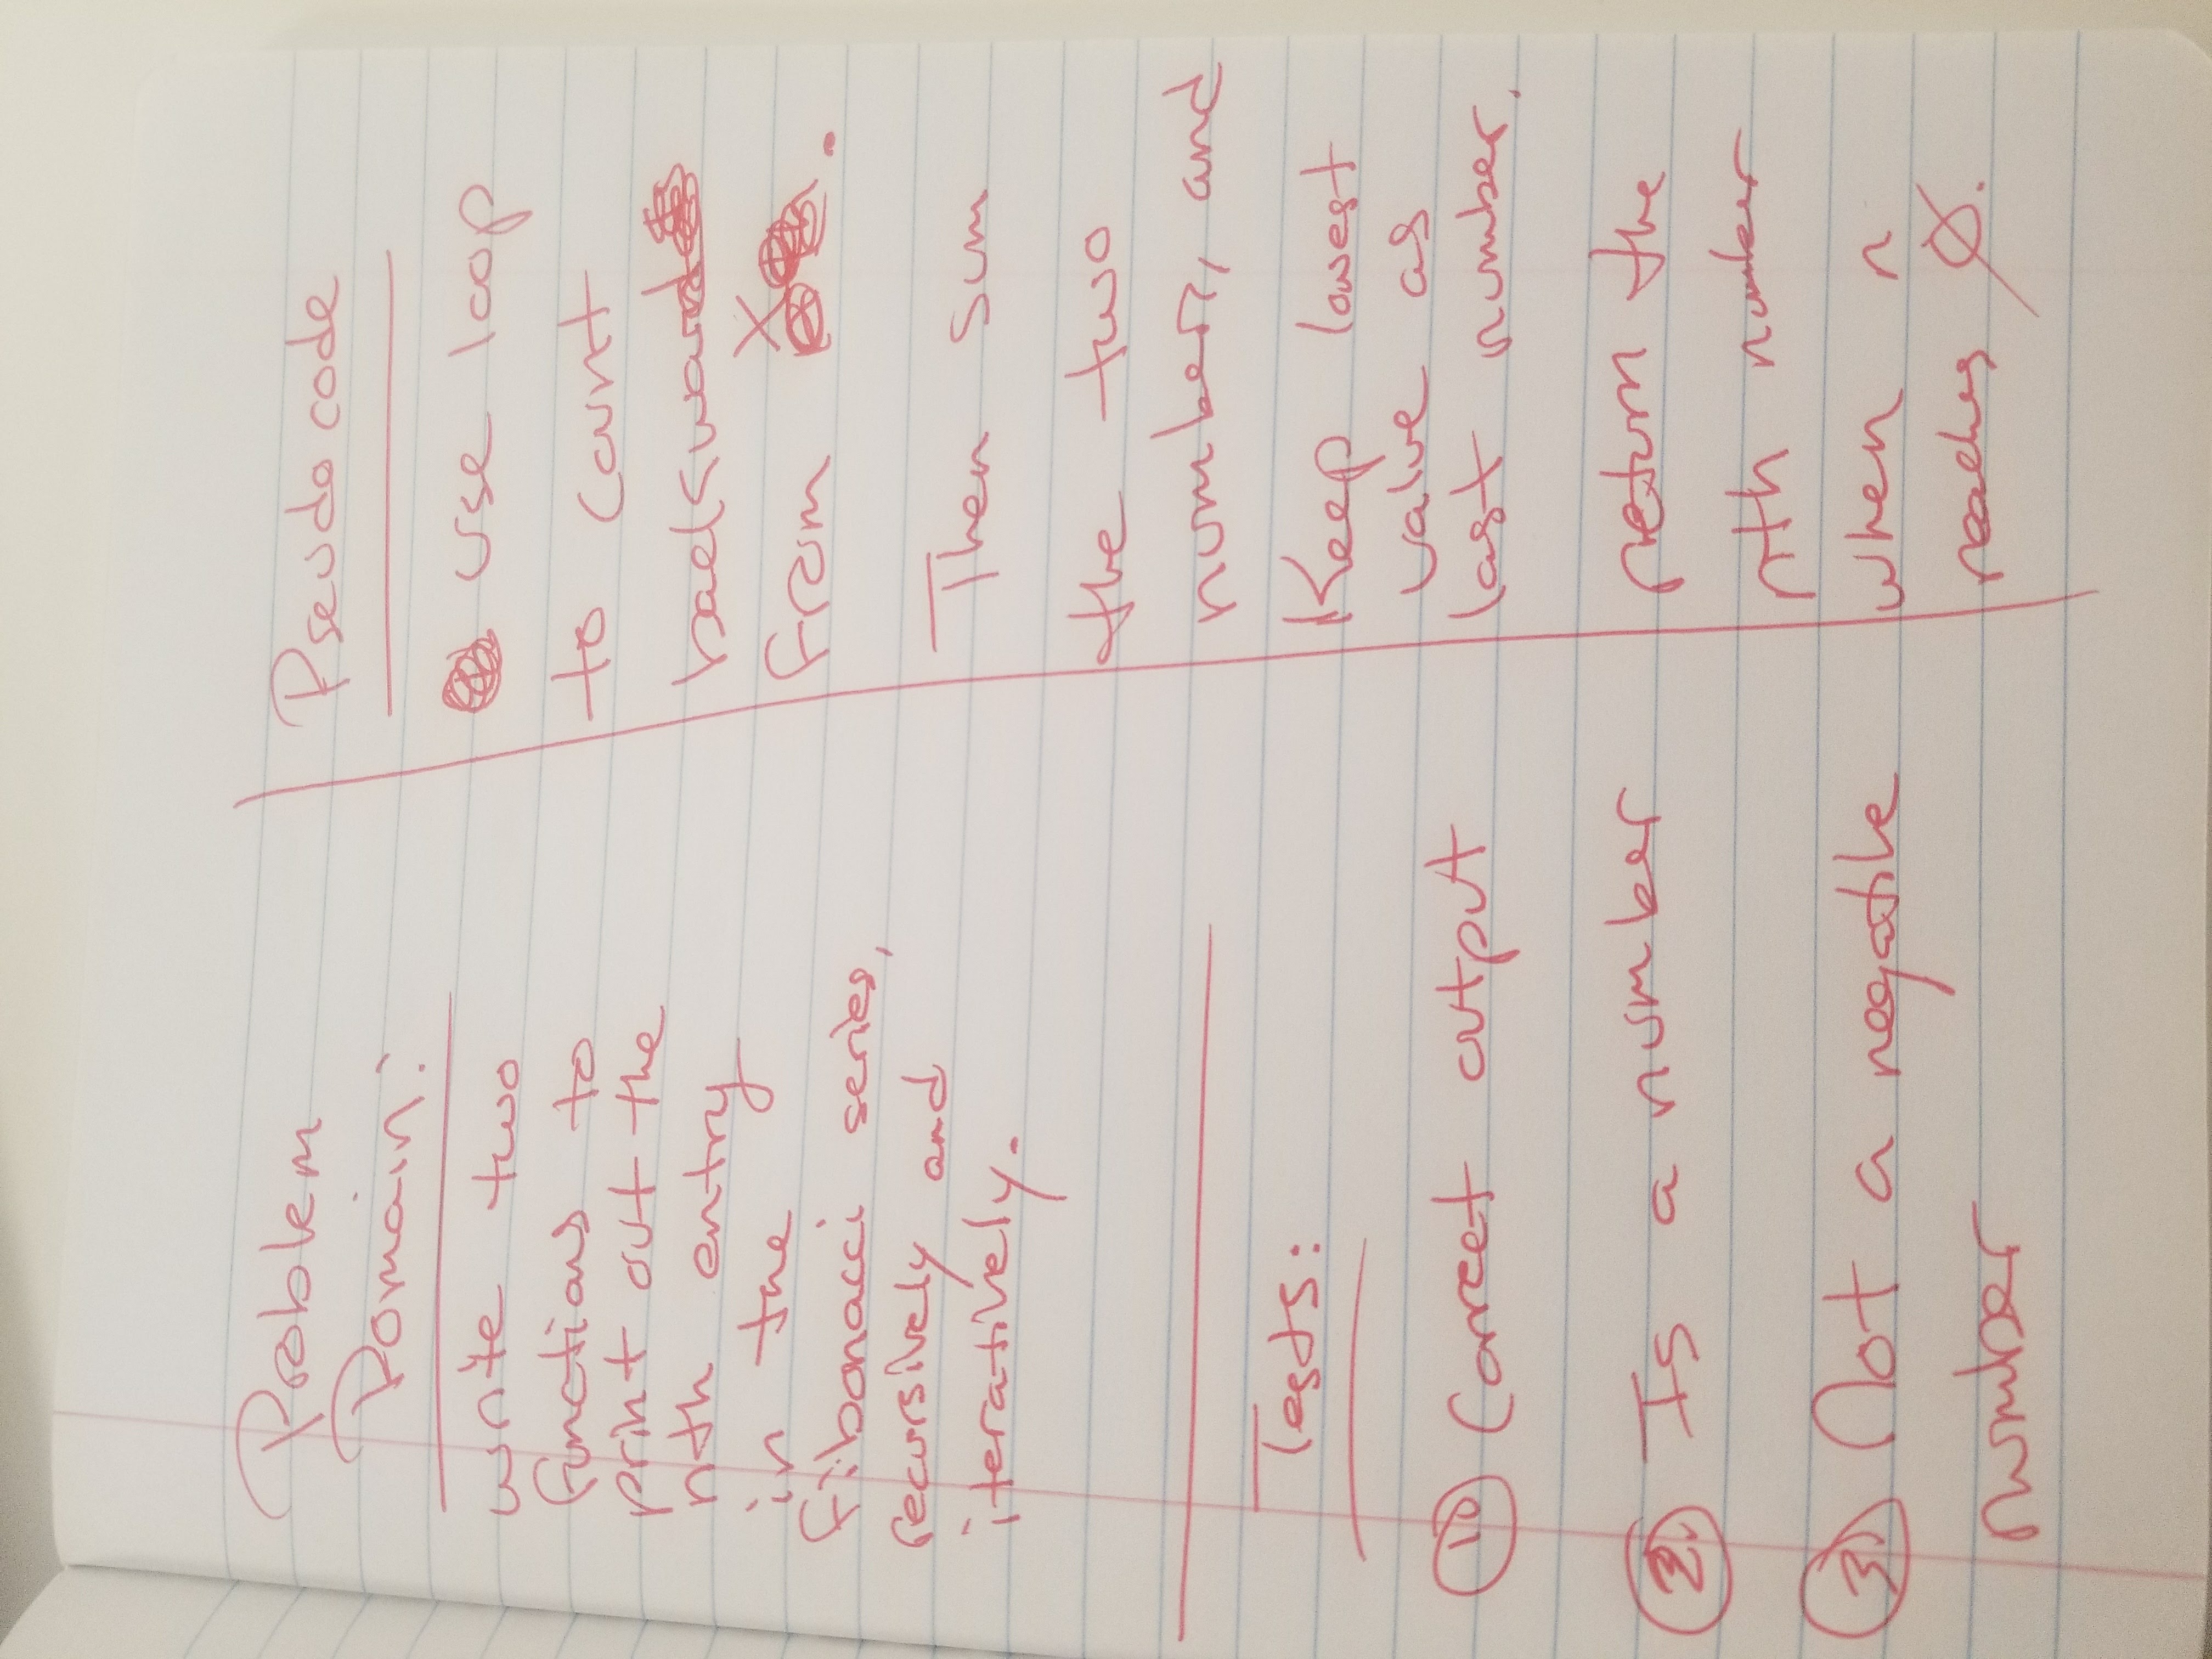 Problem
Domain:
write two
functions to
print out the
nth entry
in the
fibonacci series,
recursively and
iteratively.
Tests:
1) Correct output
2. Is a number
3) Not a negative
number
Pseudo code
use loop
to count
backward
from x.
Then sum
the two
numbers, and
Keep lowest
value as
last number.
return the
nth number
when n
reaches Ø.